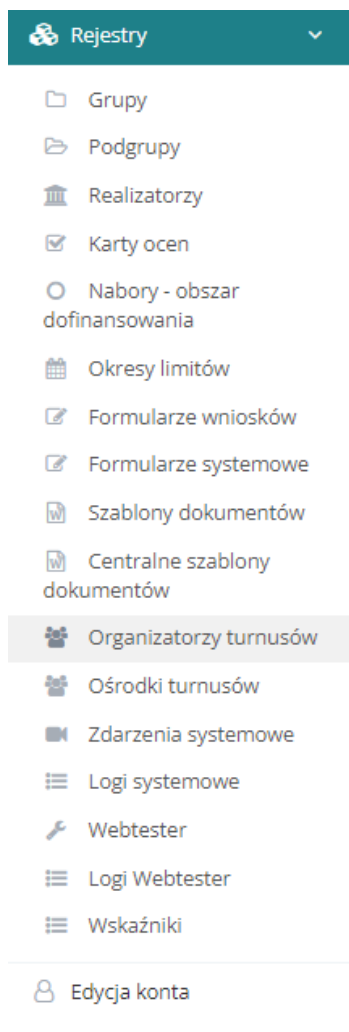 Rejestry
Grupy
Podgrupy
Realizatorzy
Karty ocen
Nabory - obszar
dofinansowania
Okresy limitów
Formularze wniosków
Formularze systemowe
Szablony dokumentów
Centralne szablony
dokumentów
Organizatorzy turnusów
Ośrodki turnusów
Zdarzenia systemowe
Logi systemowe
Webtester
Logi Webtester
Wskaźniki
Edycja konta